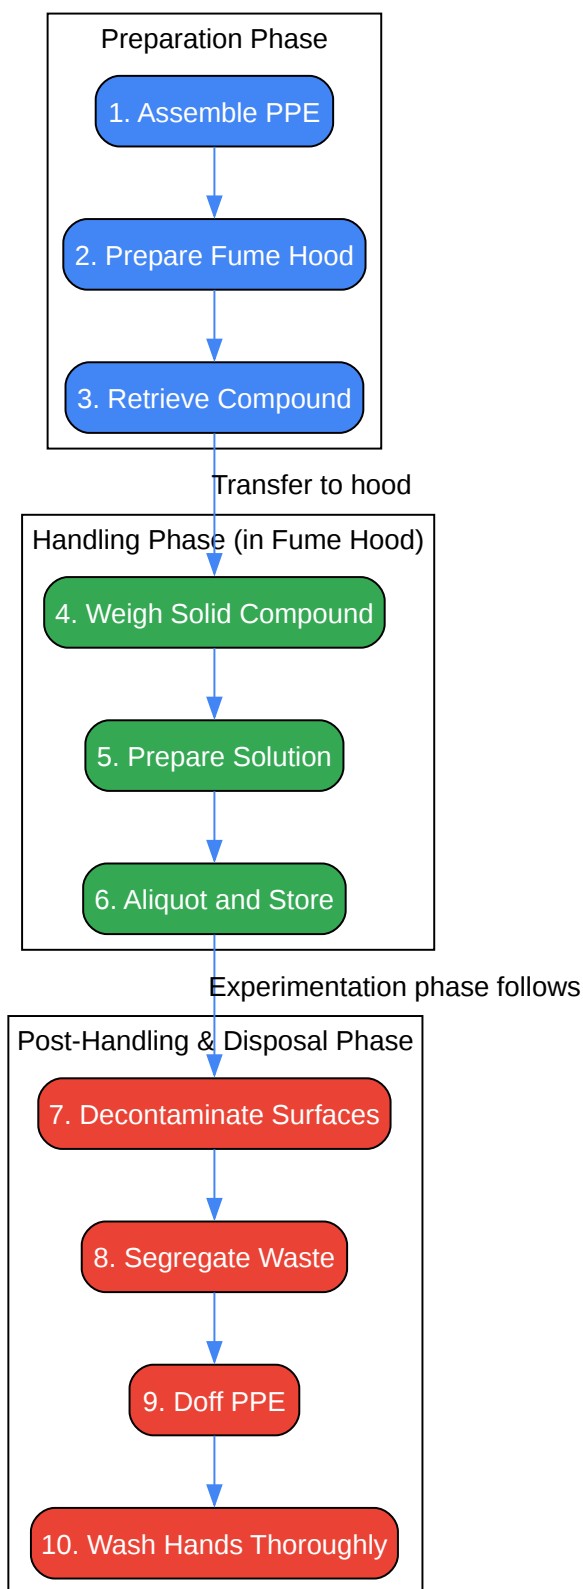 Preparation Phase
1. Assemble PPE
2. Prepare Fume Hood
3. Retrieve Compound
Transfer to hood
Handling Phase (in Fume Hood)
4. Weigh Solid Compound
5. Prepare Solution
6. Aliquot and Store
Experimentation phase follows
Post-Handling & Disposal Phase
7. Decontaminate Surfaces
8. Segregate Waste
9. Doff PPE
10. Wash Hands Thoroughly